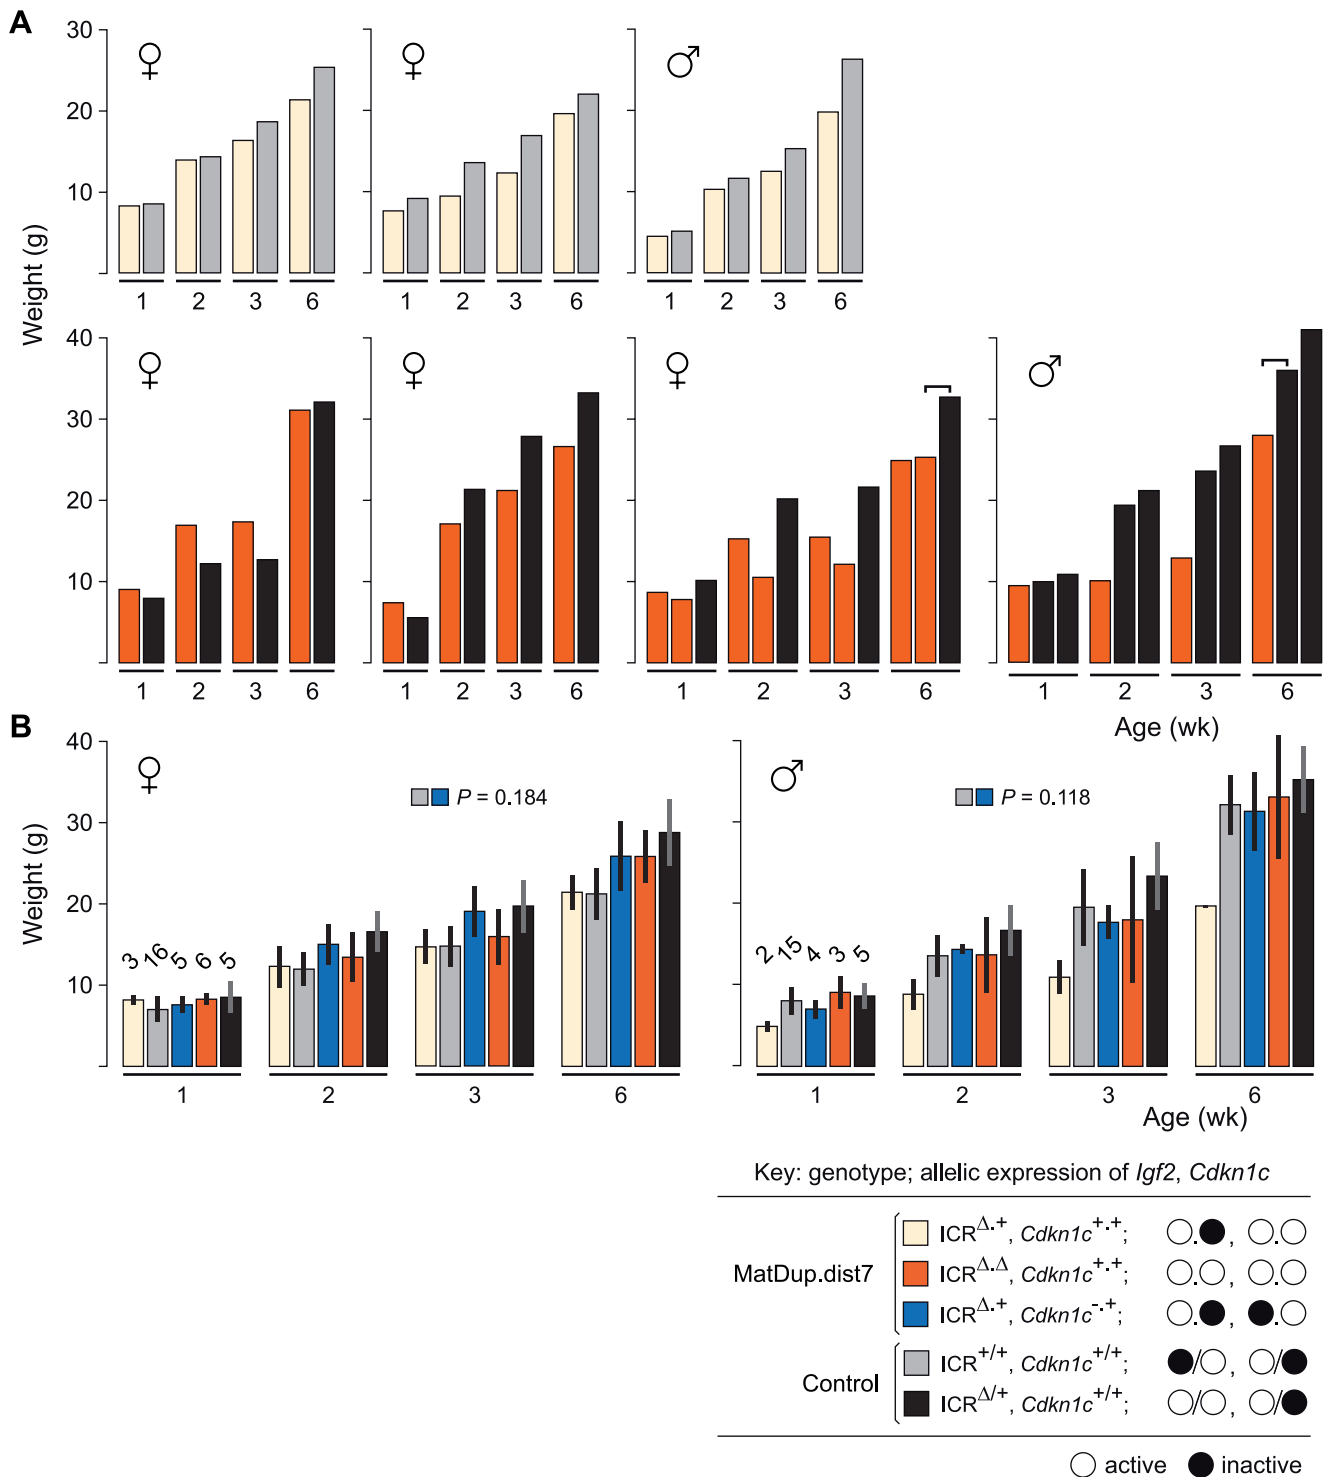 A
♀ ♀ ♂
30
20
10
1 2 3 6 1 2 3 6 1 2 3 6
Weight (g)
♀ ♀ ♀ ♂
40
30
20
10
1 2 3 6 1 2 3 6 1 2 3 6 1 2 3 6
Age (wk)
B
♀ ♂
40
30
20
10
Weight (g)
P = 0.184 P = 0.118
3 16 5 6 5 2 15 4 3 5
1 2 3 6 1 2 3 6
Age (wk)
Key: genotype; allelic expression of Igf2, Cdkn1c
ICR^Δ.+, Cdkn1c^+.+; . , .
MatDup.dist7 ICR^Δ.Δ, Cdkn1c^+.+; . , .
ICR^Δ.+, Cdkn1c^-.+; . , .
ICR^+/+, Cdkn1c^+/+; / , /
Control
ICR^Δ/+, Cdkn1c^+/+; / , /
active inactive